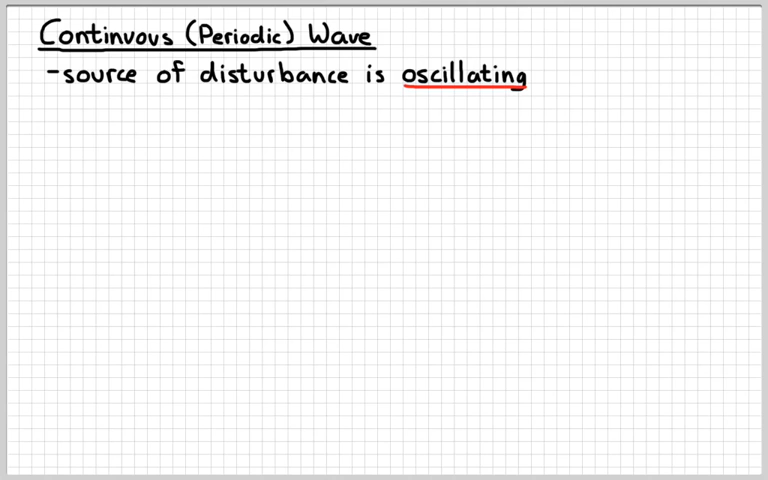 Continuous (Periodic) Wave
-source of disturbance is oscillating